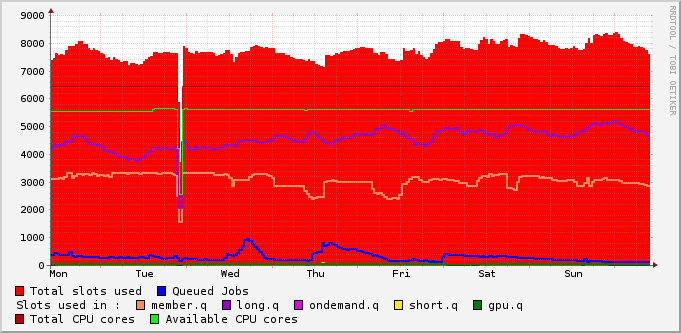 9000
8000
7000
6000
5000
4000
3000
2000
1000
0
Mon Tue Wed Thu Fri Sat Sun
RRDTOOL / TOBI OETIKER
Total slots used Queued Jobs
Slots used in : member.q long.q ondemand.q short.q gpu.q
Total CPU cores Available CPU cores